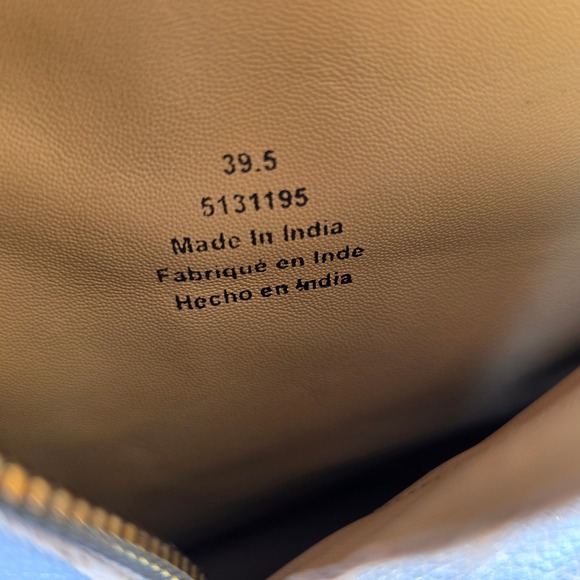 39.5
5131195
Made In India
Fabriqué en Inde
Hecho en India